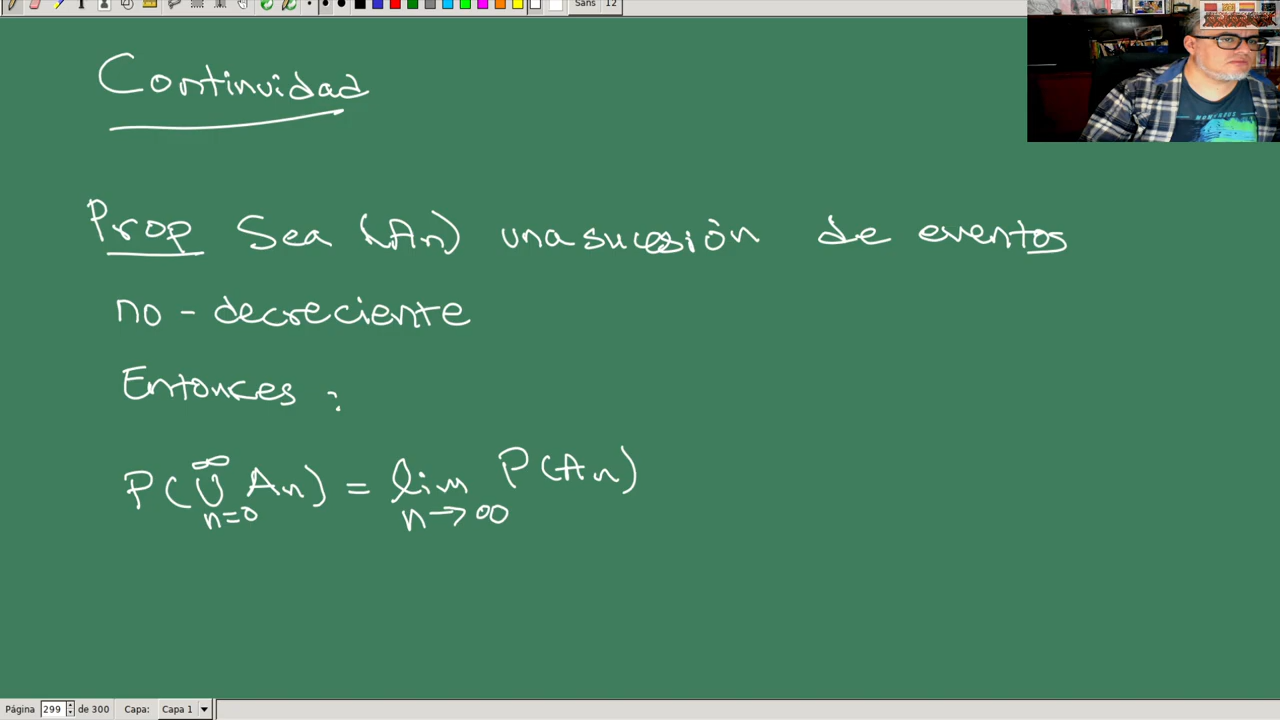 Sans 12
Continuidad
Prop Sea (An) una sucesión de eventos
no - decreciente
Entonces :
P(∞⋃n=0 An) = lim n→∞ P(An)
Página 299 de 300 Capa: Capa 1